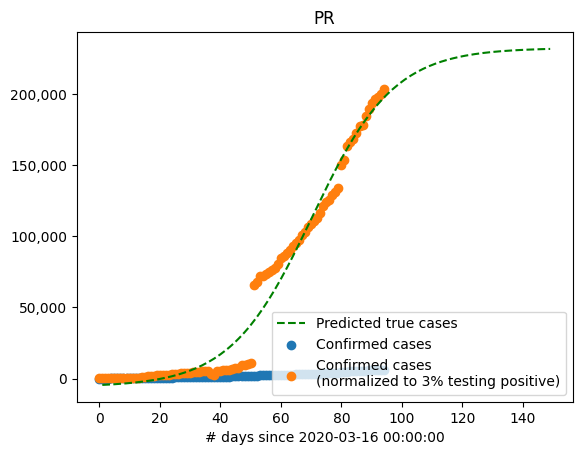 PR
200,000
150,000
100,000
50,000
0
Predicted true cases
Confirmed cases
Confirmed cases
(normalized to 3% testing positive)
0 20 40 60 80 100 120 140
# days since 2020-03-16 00:00:00